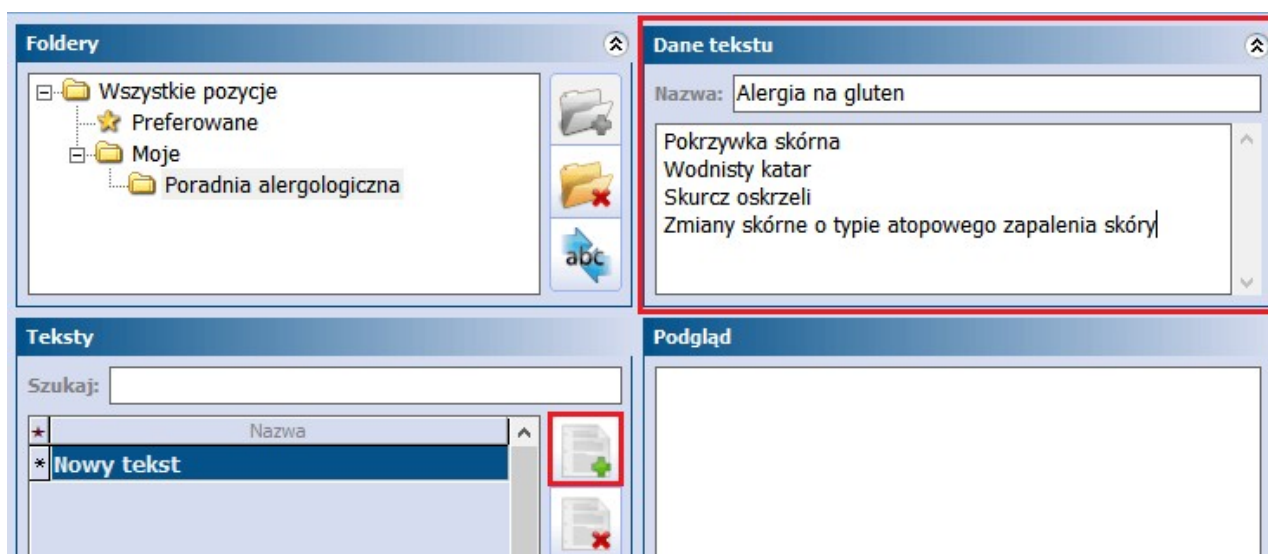 Foldery
Wszystkie pozycje
Preferowane
Moje
Poradnia alergologiczna
abc
Dane tekstu
Nazwa: Alergia na gluten
Pokrzywka skórna
Wodnisty katar
Skurcz oskrzeli
Zmiany skórne o typie atopowego zapalenia skóry
Teksty
Szukaj:
Nazwa
* Nowy tekst
Podgląd